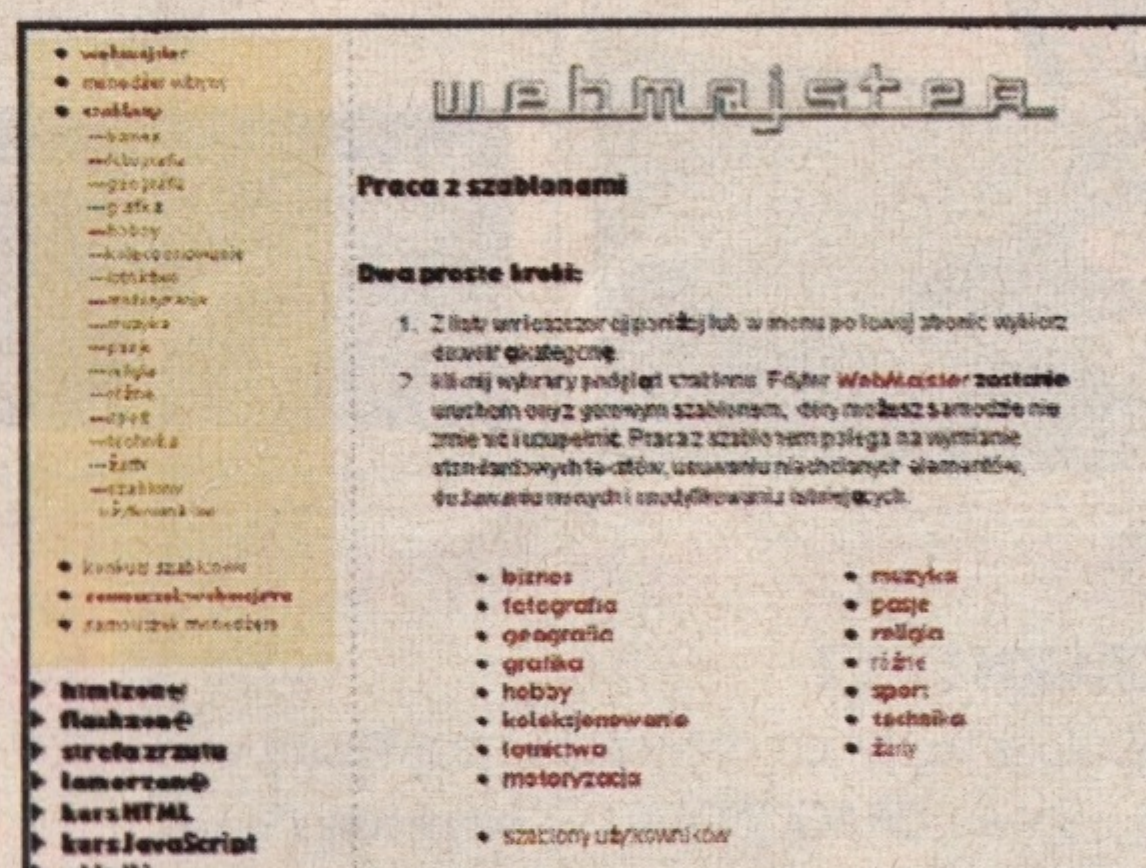 webmajster
menedżer witryny
szablony
---biznes
---fotografia
---geografia
---grafika
---hobby
---kolekcjonowanie
---lotnictwo
---motoryzacja
---muzyka
---pasje
---religia
---różne
---sport
---technika
---żarty
---szablony
użytkowników
konkurs szablonów
samouczek webmajstra
samouczek menedżera
htmlzon@
flashzon@
strefa zrzutu
lamerzon@
kurs HTML
kurs JavaScript
webmajster
Praca z szablonami
Dwa proste kroki:
1. Z listy umieszczonej poniżej lub w menu po lewej stronie wybierz
dowolną kategorię.
2. Kliknij wybrany podgląd szablonu. Edytor WebMajster zostanie
uruchomiony z gotowym szablonem, który możesz samodzielnie
zmienić i uzupełnić. Praca z szablonem polega na wymianie
standardowych tekstów, usuwaniu niechcianych elementów,
dodawaniu nowych i modyfikowaniu istniejących.
biznes
fotografia
geografia
grafika
hobby
kolekcjonowanie
lotnictwo
motoryzacja
szablony użytkowników
muzyka
pasje
religia
różne
sport
technika
żarty